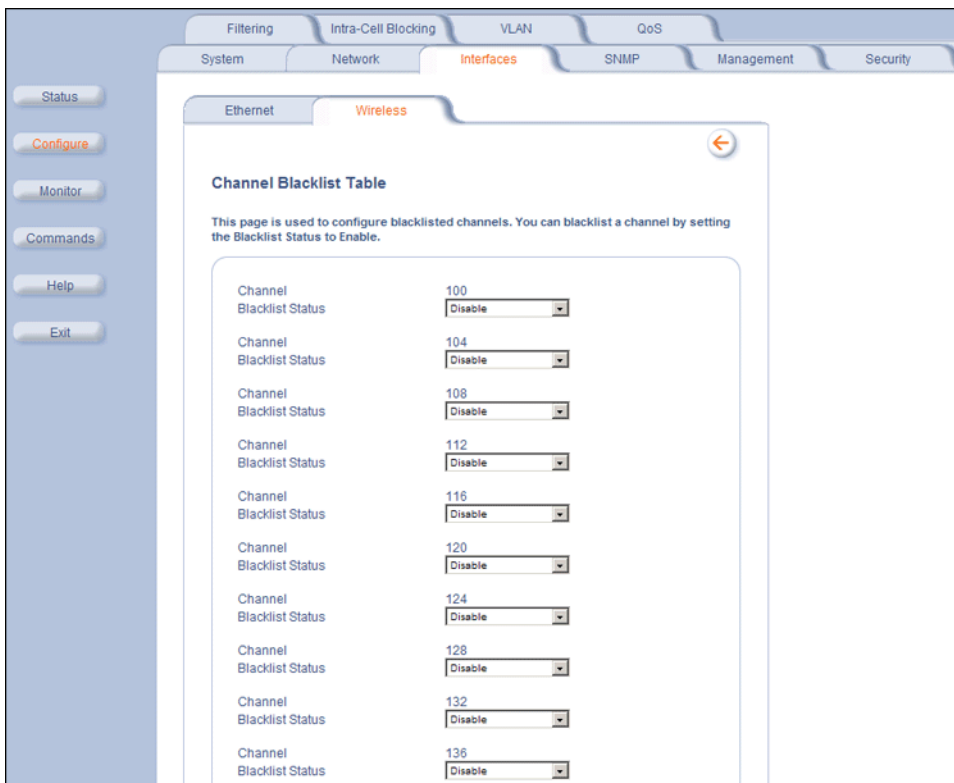 Filtering Intra-Cell Blocking VLAN QoS
System Network Interfaces SNMP Management Security
Status
Configure
Monitor
Commands
Help
Exit
Ethernet Wireless
Channel Blacklist Table
This page is used to configure blacklisted channels. You can blacklist a channel by setting
the Blacklist Status to Enable.
Channel 100
Blacklist Status Disable
Channel 104
Blacklist Status Disable
Channel 108
Blacklist Status Disable
Channel 112
Blacklist Status Disable
Channel 116
Blacklist Status Disable
Channel 120
Blacklist Status Disable
Channel 124
Blacklist Status Disable
Channel 128
Blacklist Status Disable
Channel 132
Blacklist Status Disable
Channel 136
Blacklist Status Disable